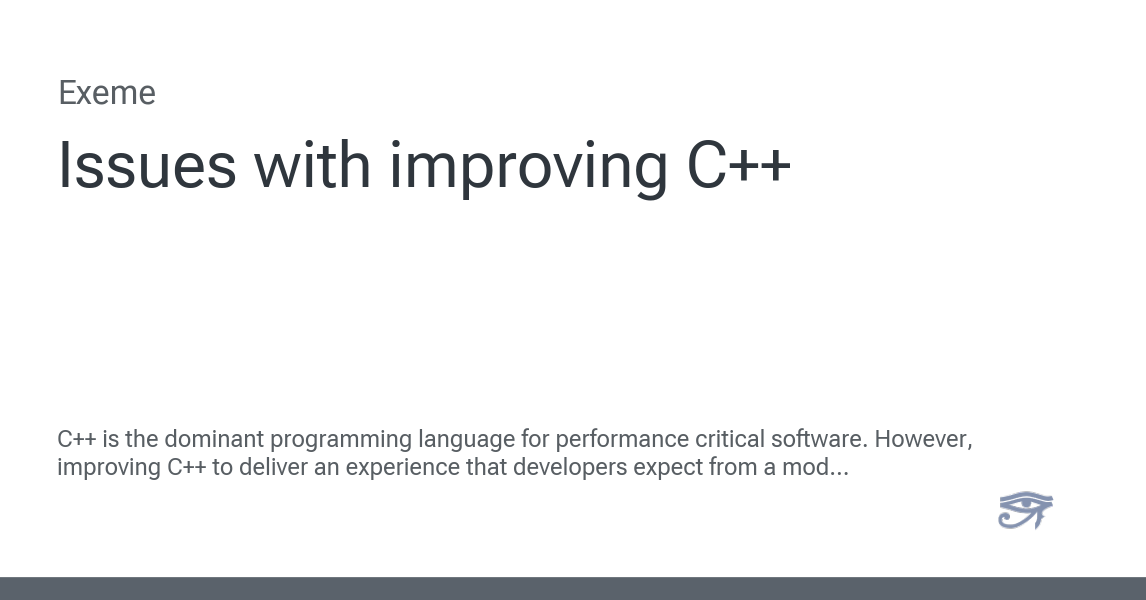 Exeme
Issues with improving C++
C++ is the dominant programming language for performance critical software. However,
improving C++ to deliver an experience that developers expect from a mod...